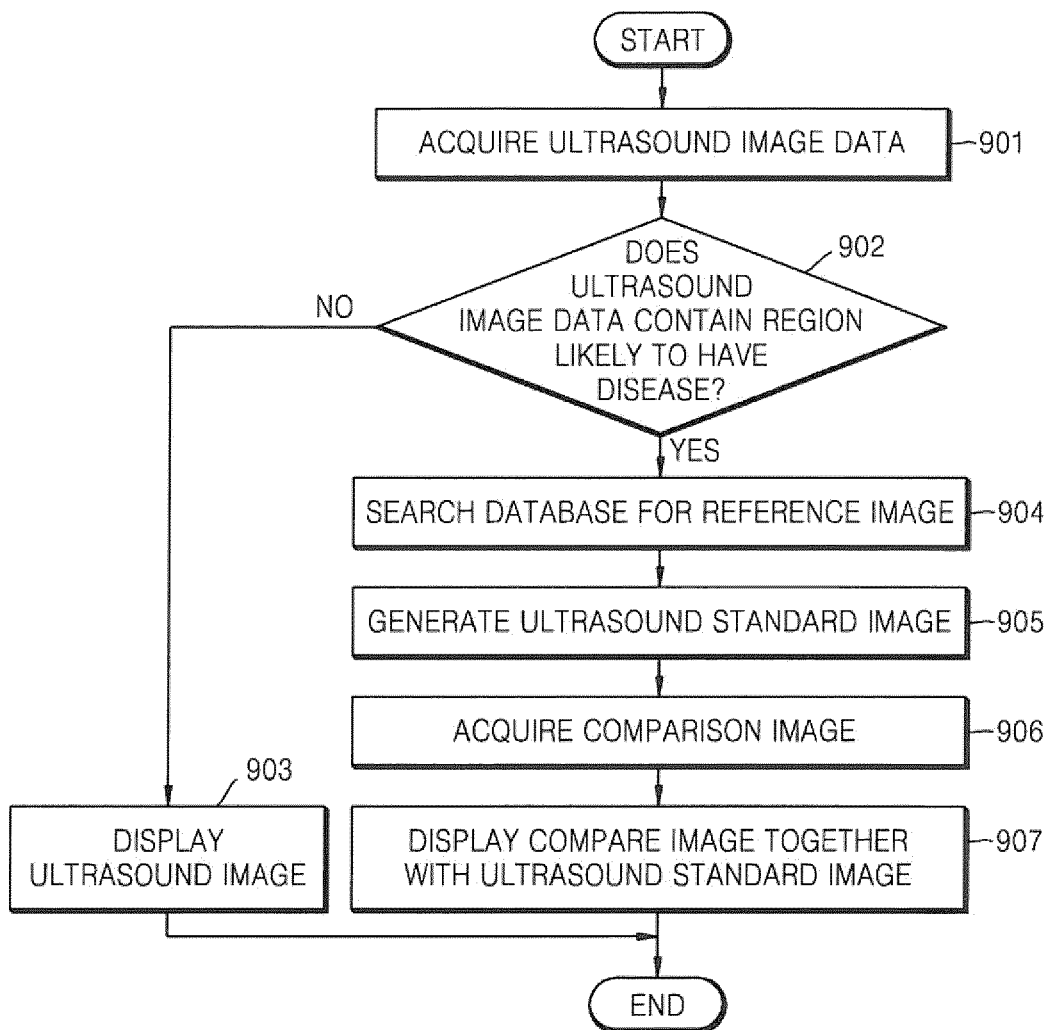 START
ACQUIRE ULTRASOUND IMAGE DATA
901
DOES
ULTRASOUND
IMAGE DATA CONTAIN REGION
LIKELY TO HAVE
DISEASE?
902
NO
YES
SEARCH DATABASE FOR REFERENCE IMAGE
904
GENERATE ULTRASOUND STANDARD IMAGE
905
ACQUIRE COMPARISON IMAGE
906
903
DISPLAY
ULTRASOUND IMAGE
DISPLAY COMPARE IMAGE TOGETHER
WITH ULTRASOUND STANDARD IMAGE
907
END